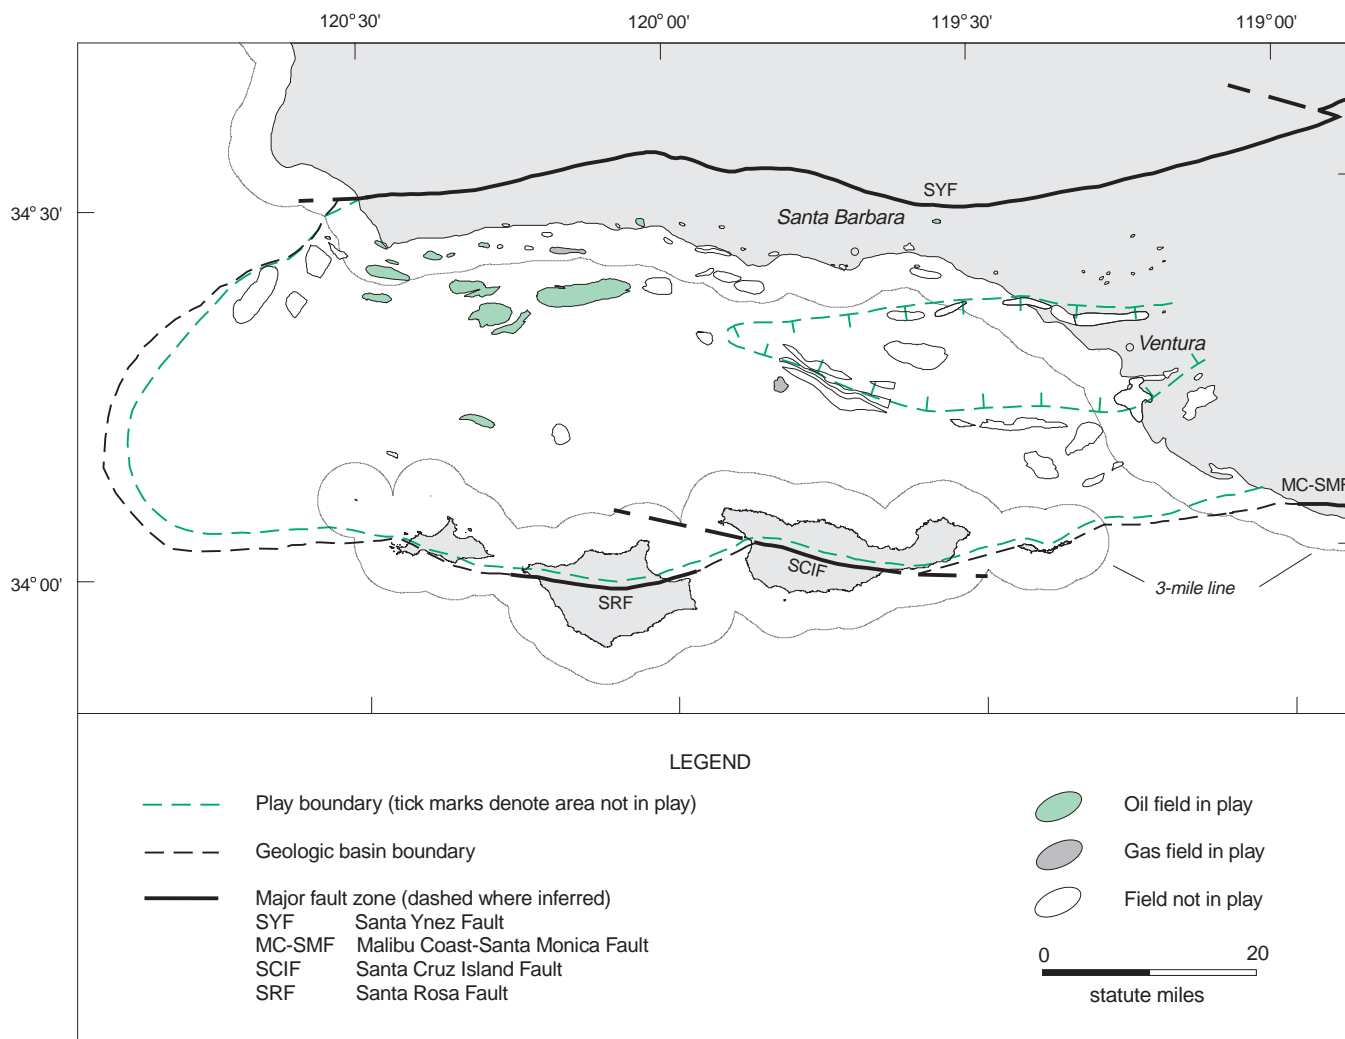 120°30' 120°00' 119°30' 119°00'
34°30'
SYF
Santa Barbara
Ventura
MC-SMF
34°00'
SCIF
SRF
3-mile line
LEGEND
Play boundary (tick marks denote area not in play)
Geologic basin boundary
Major fault zone (dashed where inferred)
SYF Santa Ynez Fault
MC-SMF Malibu Coast-Santa Monica Fault
SCIF Santa Cruz Island Fault
SRF Santa Rosa Fault
Oil field in play
Gas field in play
Field not in play
0 20
statute miles